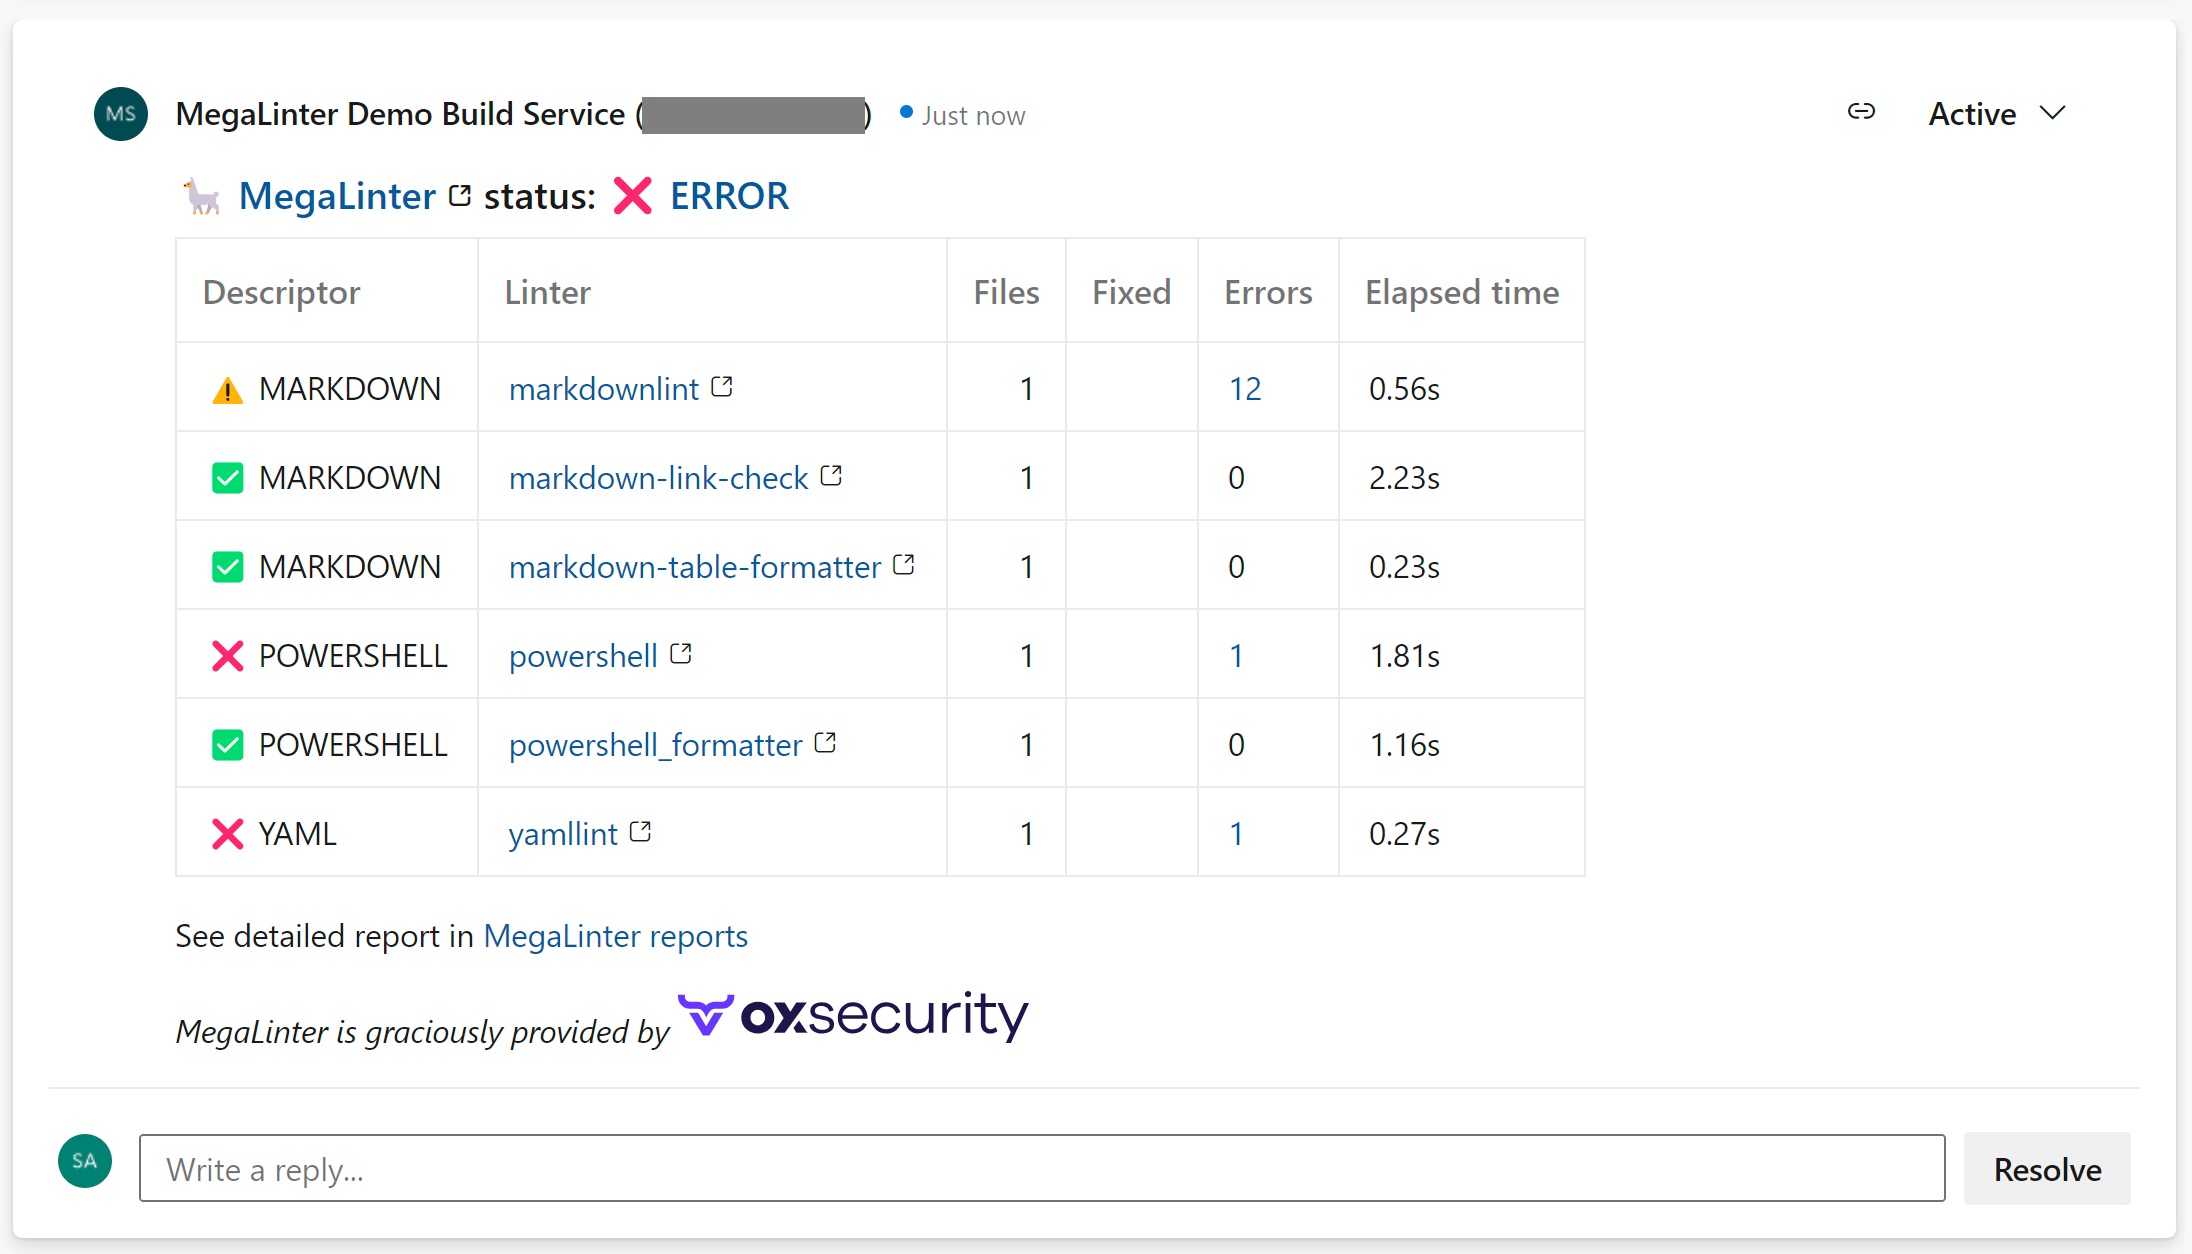 MS MegaLinter Demo Build Service ( ) Just now Active
MegaLinter status: ERROR
Descriptor Linter Files Fixed Errors Elapsed time
MARKDOWN markdownlint 1 12 0.56s
MARKDOWN markdown-link-check 1 0 2.23s
MARKDOWN markdown-table-formatter 1 0 0.23s
POWERSHELL powershell 1 1 1.81s
POWERSHELL powershell_formatter 1 0 1.16s
YAML yamllint 1 1 0.27s
See detailed report in MegaLinter reports
MegaLinter is graciously provided by oxsecurity
SA Write a reply... Resolve